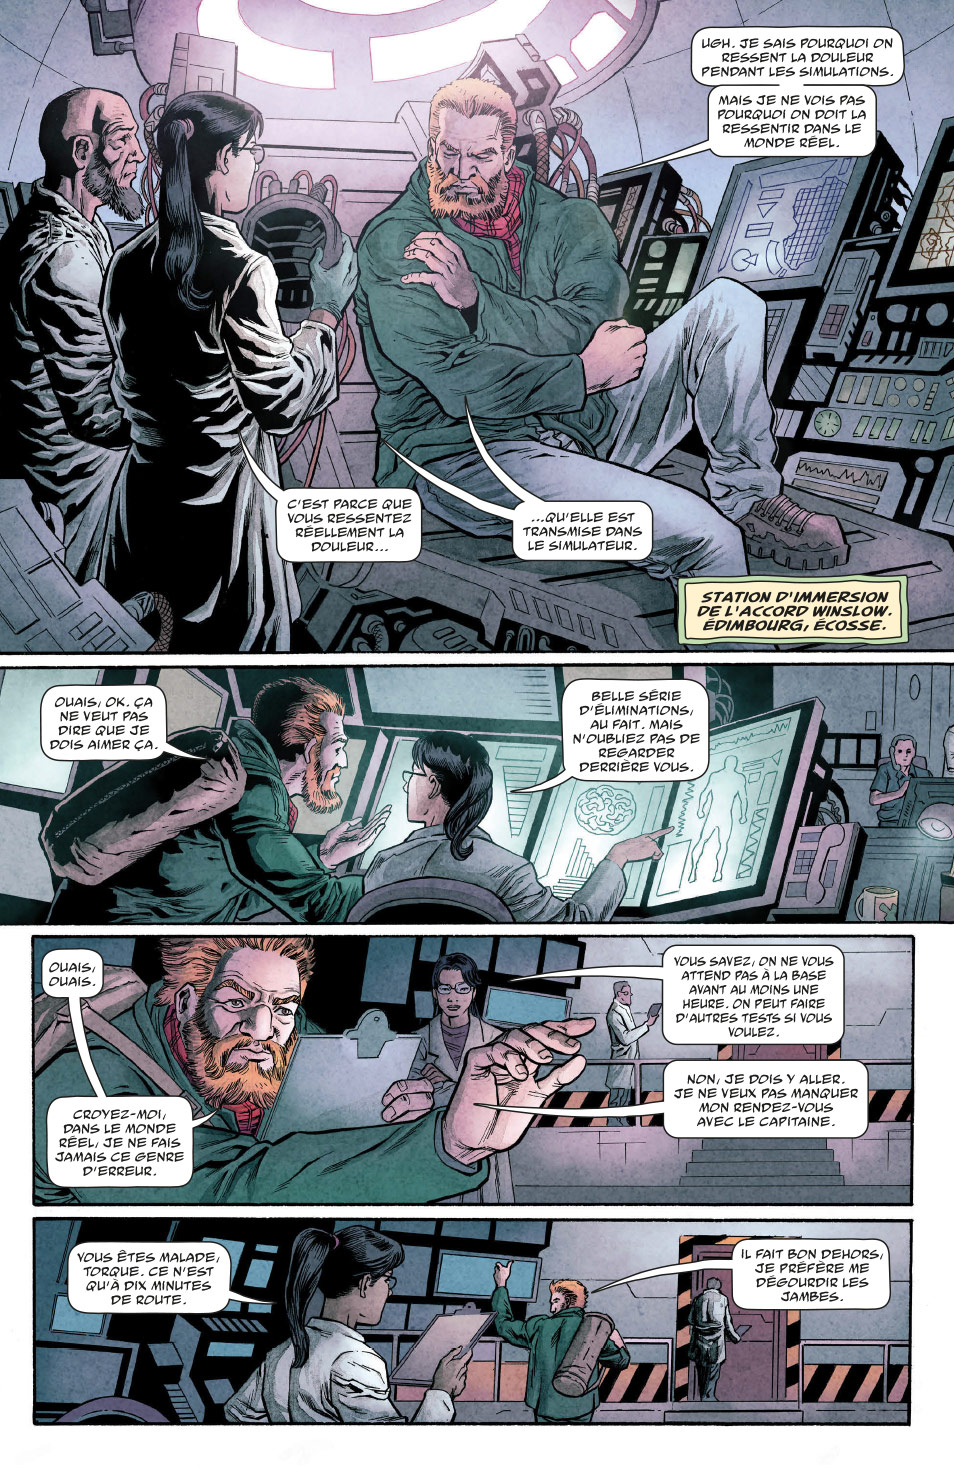 UGH. JE SAIS POURQUOI ON
RESSENT LA DOULEUR
PENDANT LES SIMULATIONS.
MAIS JE NE VOIS PAS
POURQUOI ON DOIT LA
RESSENTIR DANS LE
MONDE RÉEL.
C'EST PARCE QUE
VOUS RESSENTEZ
RÉELLEMENT LA
DOULEUR...
...QU'ELLE EST
TRANSMISE DANS
LE SIMULATEUR.
STATION D'IMMERSION
DE L'ACCORD WINSLOW.
ÉDIMBOURG, ÉCOSSE.
OUAIS, OK. ÇA
NE VEUT PAS
DIRE QUE JE
DOIS AIMER ÇA.
BELLE SÉRIE
D'ÉLIMINATIONS,
AU FAIT. MAIS
N'OUBLIEZ PAS DE
REGARDER
DERRIÈRE VOUS.
OUAIS,
OUAIS.
CROYEZ-MOI,
DANS LE MONDE
RÉEL, JE NE FAIS
JAMAIS CE GENRE
D'ERREUR.
VOUS SAVEZ, ON NE VOUS
ATTEND PAS À LA BASE
AVANT AU MOINS UNE
HEURE. ON PEUT FAIRE
D'AUTRES TESTS SI VOUS
VOULEZ.
NON, JE DOIS Y ALLER.
JE NE VEUX PAS MANQUER
MON RENDEZ-VOUS
AVEC LE CAPITAINE.
VOUS ÊTES MALADE,
TORQUE. CE N'EST
QU'À DIX MINUTES
DE ROUTE.
IL FAIT BON DEHORS,
JE PRÉFÈRE ME
DÉGOURDIR LES
JAMBES.